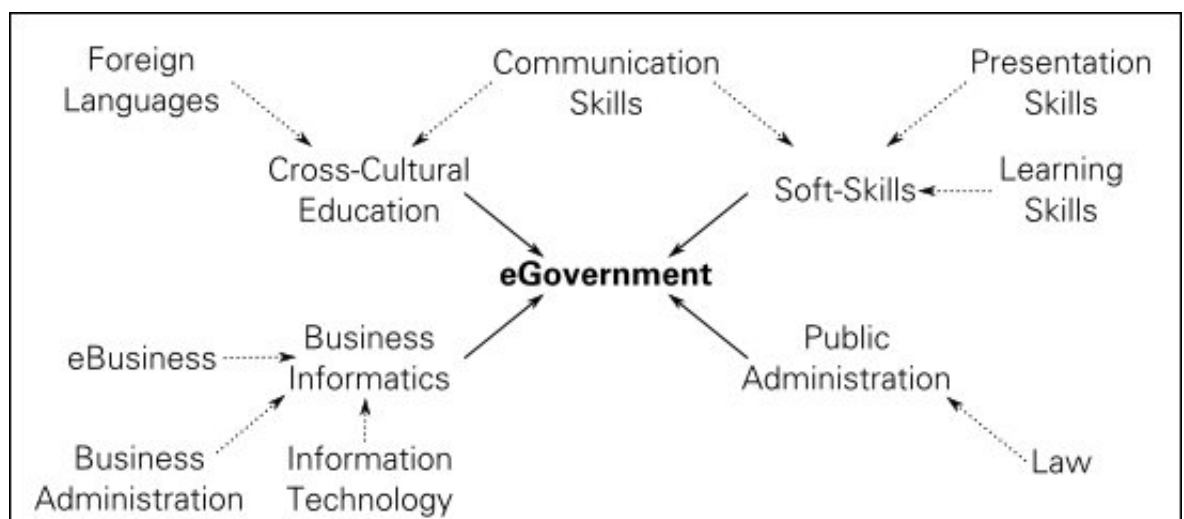 Foreign
Languages
Communication
Skills
Presentation
Skills
Cross-Cultural
Education
Soft-Skills
Learning
Skills
eGovernment
eBusiness
Business
Informatics
Public
Administration
Business
Administration
Information
Technology
Law